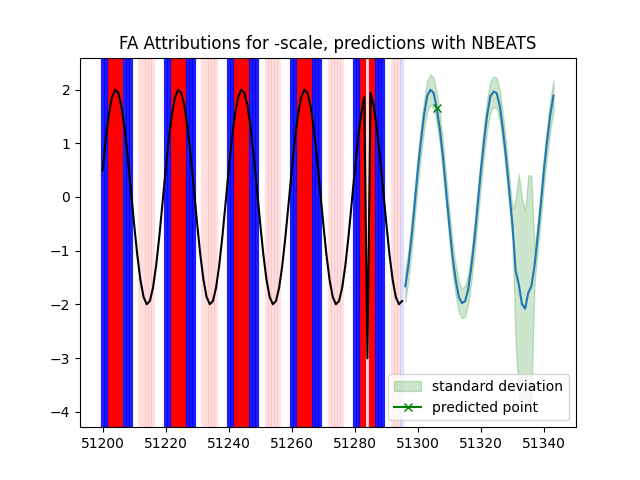 FA Attributions for -scale, predictions with NBEATS
2
1
0
−1
−2
−3
−4
standard deviation
predicted point
51200 51220 51240 51260 51280 51300 51320 51340